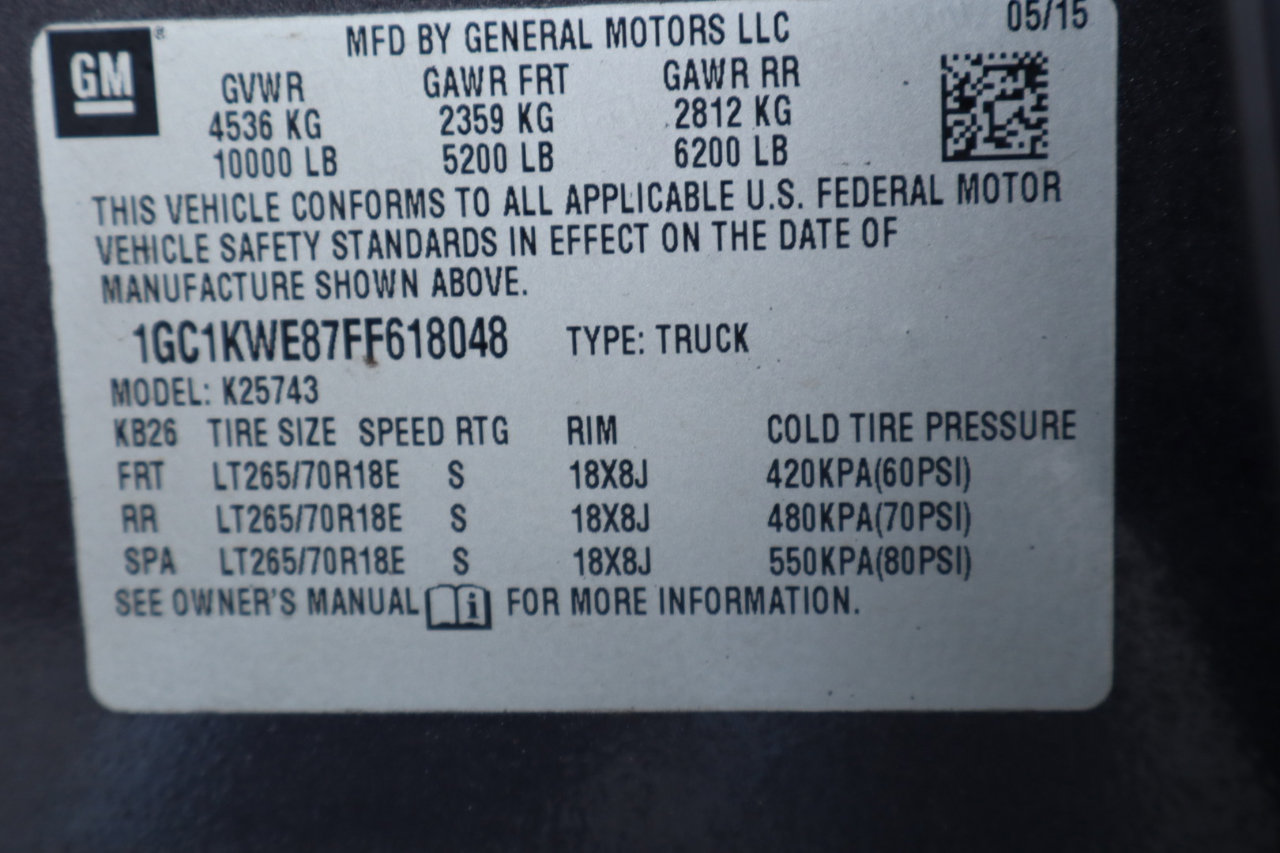 GM®
MFD BY GENERAL MOTORS LLC 05/15
GVWR GAWR FRT GAWR RR
4536 KG 2359 KG 2812 KG
10000 LB 5200 LB 6200 LB
THIS VEHICLE CONFORMS TO ALL APPLICABLE U.S. FEDERAL MOTOR
VEHICLE SAFETY STANDARDS IN EFFECT ON THE DATE OF
MANUFACTURE SHOWN ABOVE.
1GC1KWE87FF618048 TYPE: TRUCK
MODEL: K25743
KB26 TIRE SIZE SPEED RTG RIM COLD TIRE PRESSURE
FRT LT265/70R18E S 18X8J 420KPA(60PSI)
RR LT265/70R18E S 18X8J 480KPA(70PSI)
SPA LT265/70R18E S 18X8J 550KPA(80PSI)
SEE OWNER'S MANUAL i FOR MORE INFORMATION.